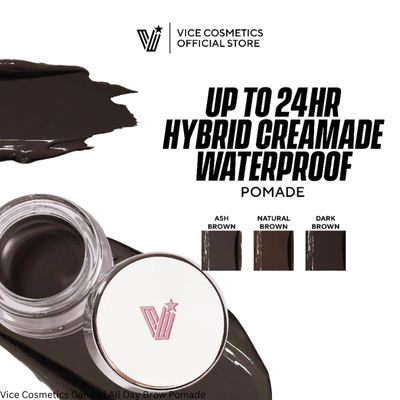 VICE COSMETICS
OFFICIAL STORE
UP TO 24HR
HYBRID CREAMADE
WATERPROOF
POMADE
ASH
BROWN
NATURAL
BROWN
DARK
BROWN
Vice Cosmetics Ganern All Day Brow Pomade